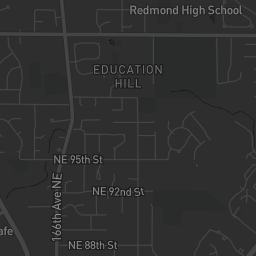 Redmond High School
EDUCATION
HILL
NE 95th St
166th Ave NE
NE 92nd St
NE 88th St